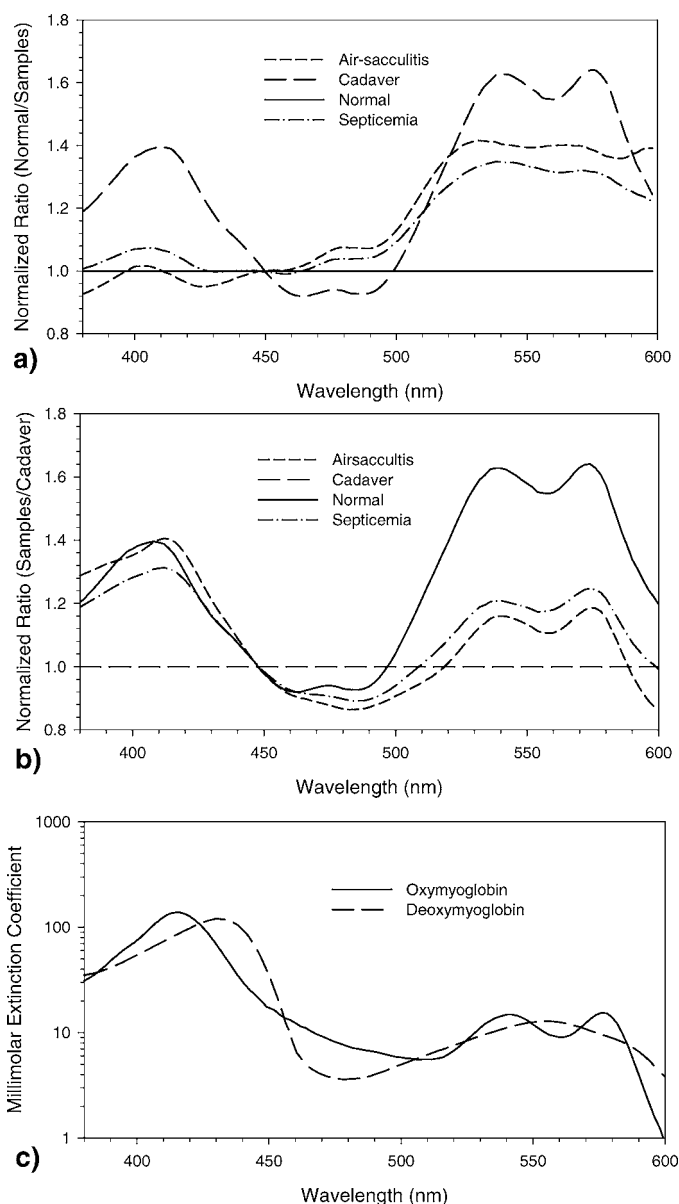 1.8
1.6
1.4
1.2
1.0
0.8
Normalized Ratio (Normal/Samples)
Air-sacculitis
Cadaver
Normal
Septicemia
400
450
500
550
600
Wavelength (nm)
a)
1.8
1.6
1.4
1.2
1.0
0.8
Normalized Ratio (Samples/Cadaver)
Airsaccultis
Cadaver
Normal
Septicemia
400
450
500
550
600
Wavelength (nm)
b)
1000
100
10
1
Millimolar Extinction Coefficient
Oxymyoglobin
Deoxymyoglobin
400
450
500
550
600
Wavelength (nm)
c)